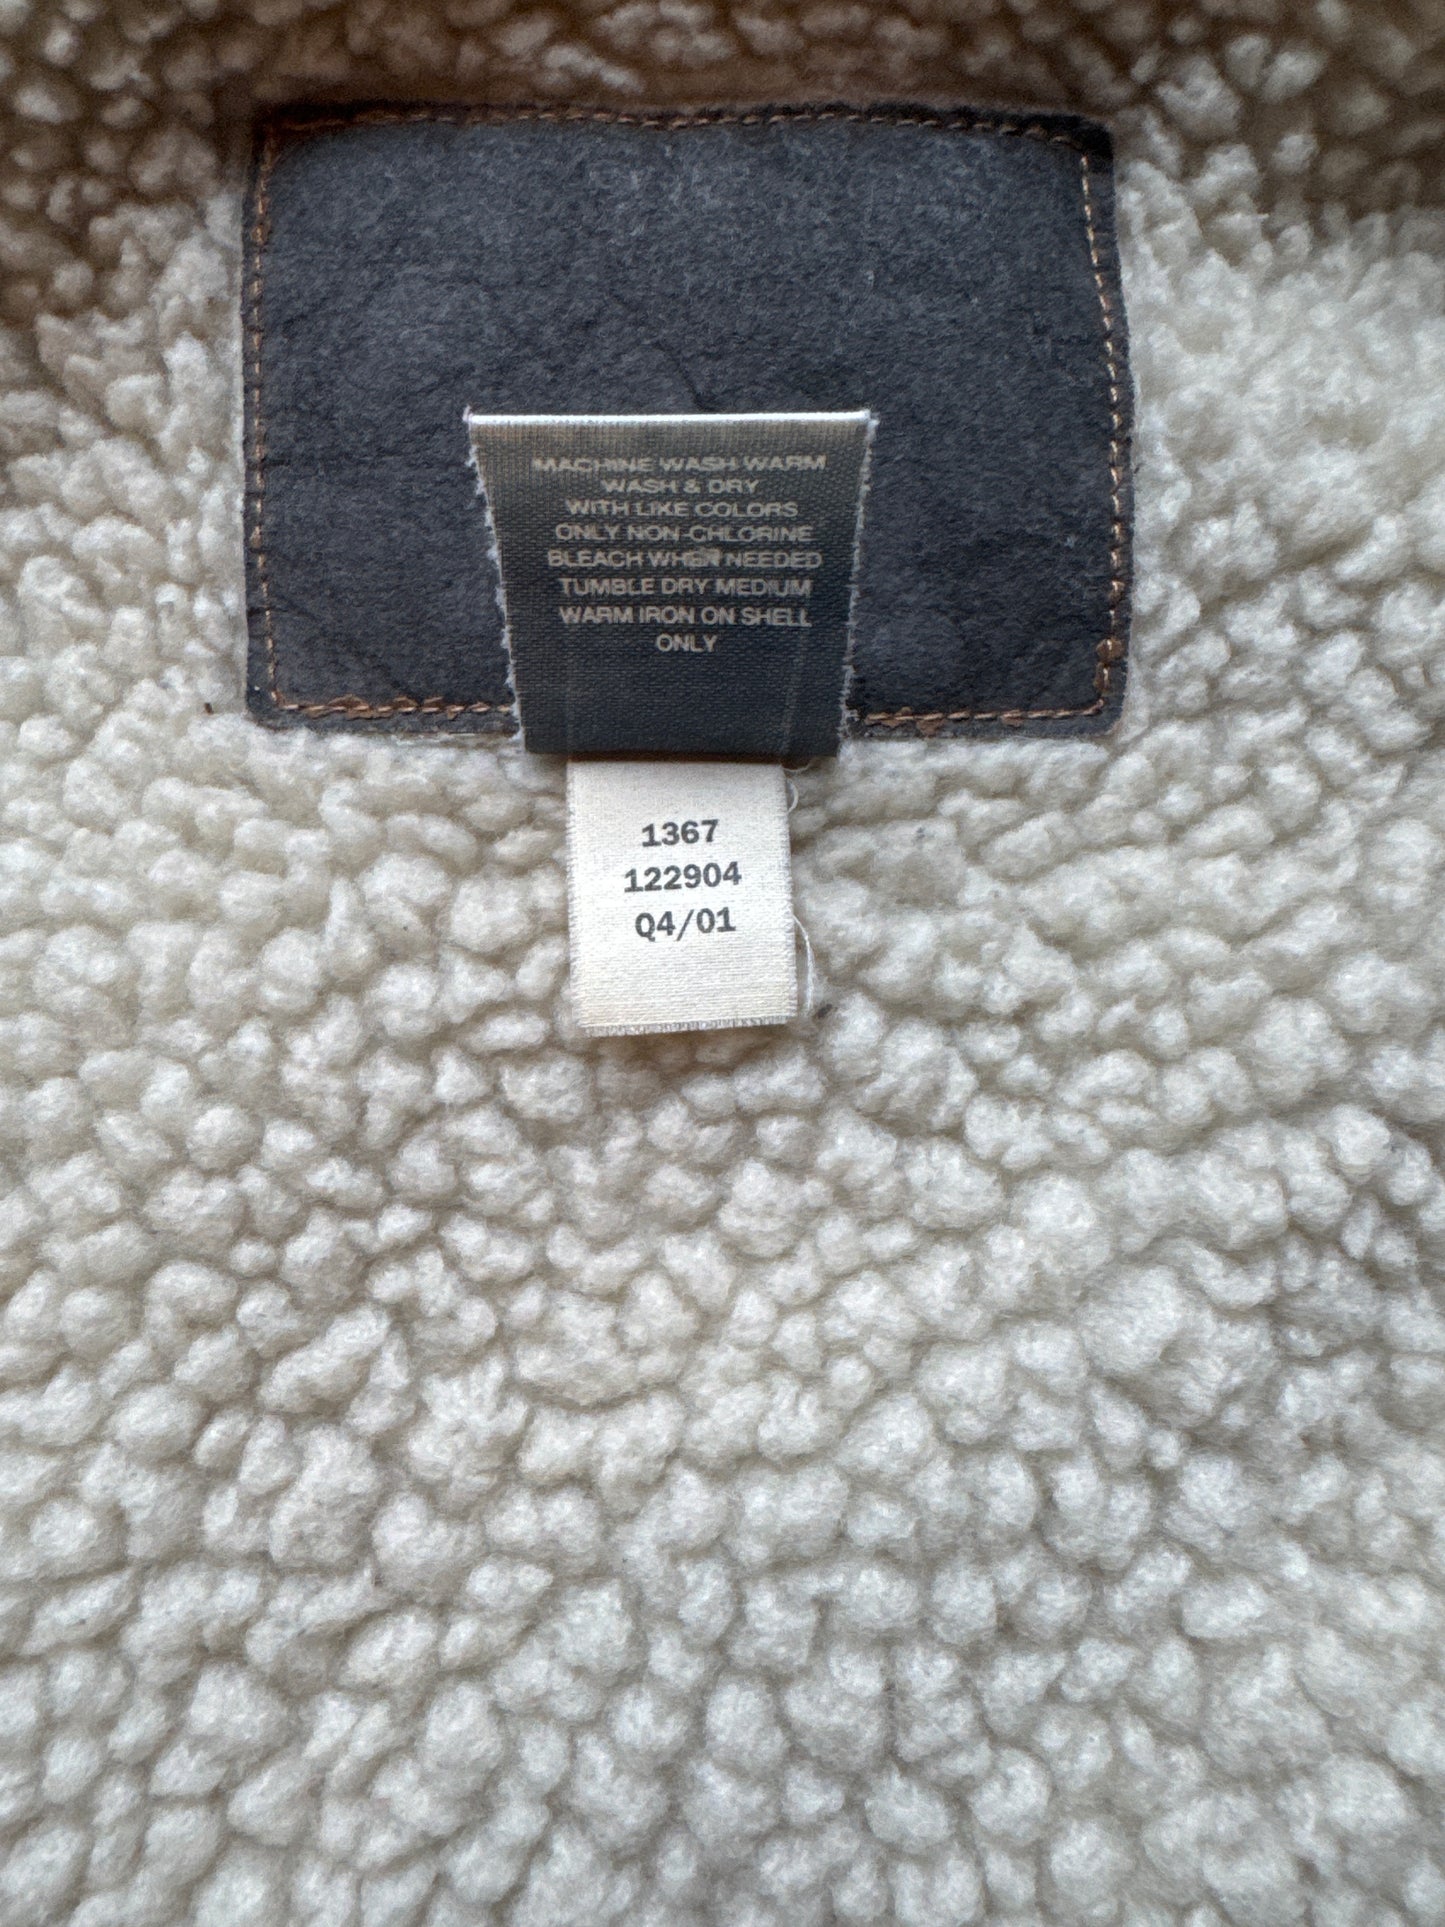 MACHINE WASH WARM
WASH & DRY
WITH LIKE COLORS
ONLY NON-CHLORINE
BLEACH WHEN NEEDED
TUMBLE DRY MEDIUM
WARM IRON ON SHELL
ONLY
1367
122904
Q4/01